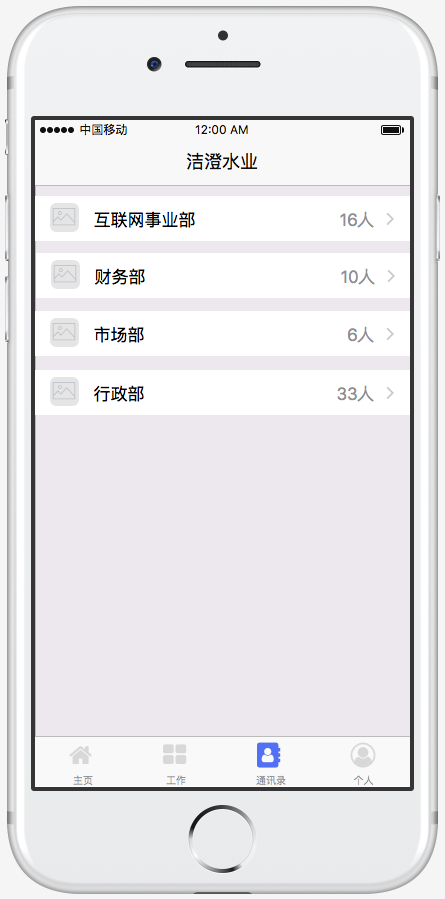 中国移动 12:00 AM
洁澄水业
互联网事业部 16人
财务部 10人
市场部 6人
行政部 33人
主页 工作 通讯录 个人